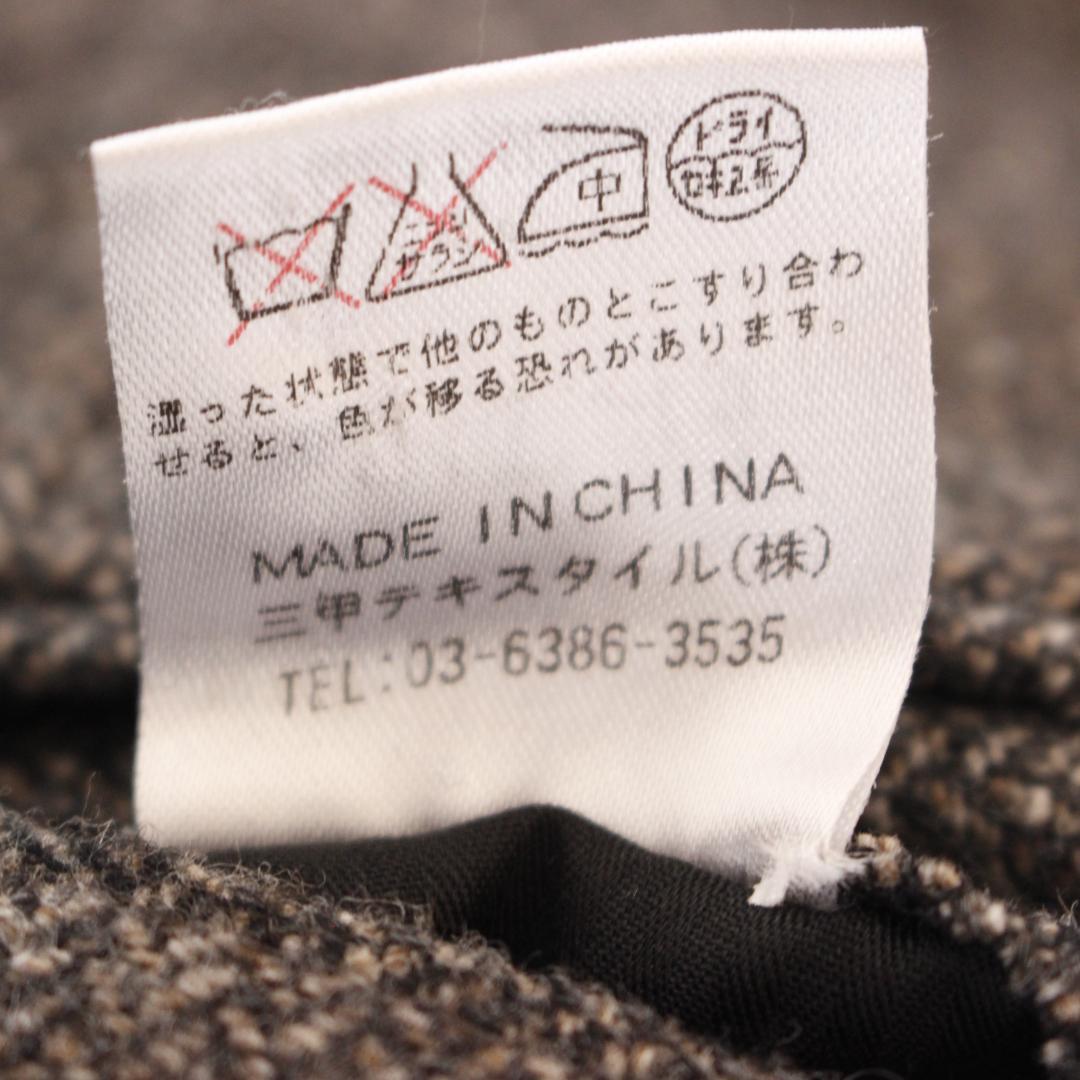 エンソ
サラシ
中
ドライ
セキユ系
湿った状態で他のものとこすり合わ
せると、色が移る恐れがあります。
MADE IN CHINA
三甲テキスタイル(株)
TEL:03-6386-3535